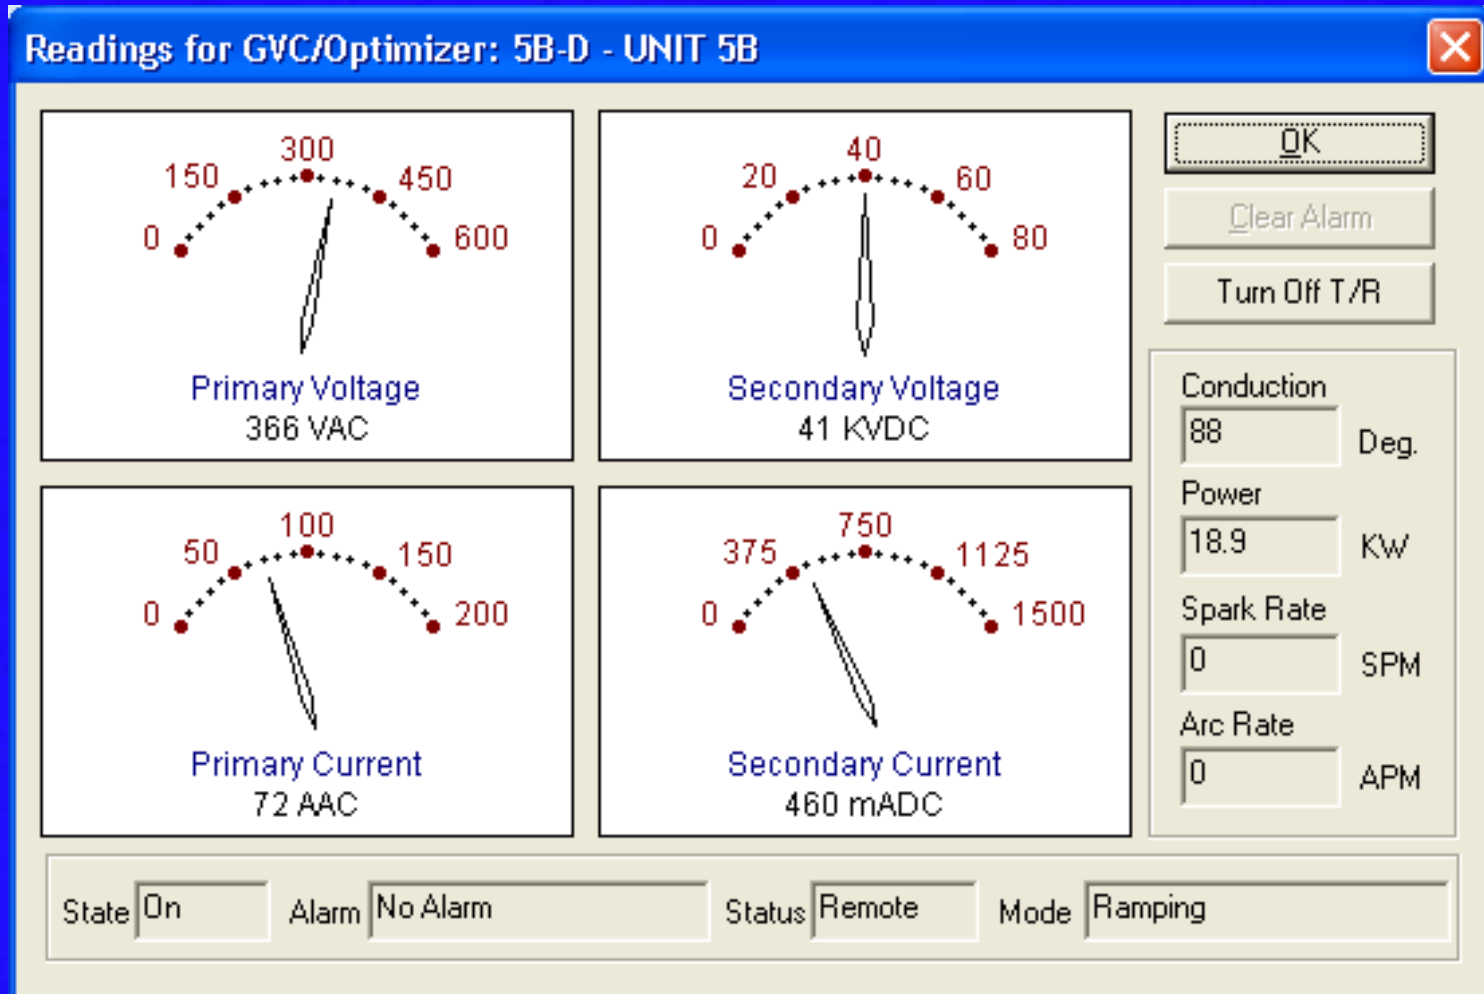 Readings for GVC/Optimizer: 5B-D - UNIT 5B
0 150 300 450 600
Primary Voltage
366 VAC
0 20 40 60 80
Secondary Voltage
41 KVDC
0 50 100 150 200
Primary Current
72 AAC
0 375 750 1125 1500
Secondary Current
460 mADC
OK
Clear Alarm
Turn Off T/R
Conduction
88 Deg.
Power
18.9 KW
Spark Rate
0 SPM
Arc Rate
0 APM
State On Alarm No Alarm Status Remote Mode Ramping